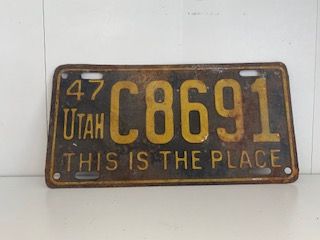 47
UTAH C8691
THIS IS THE PLACE